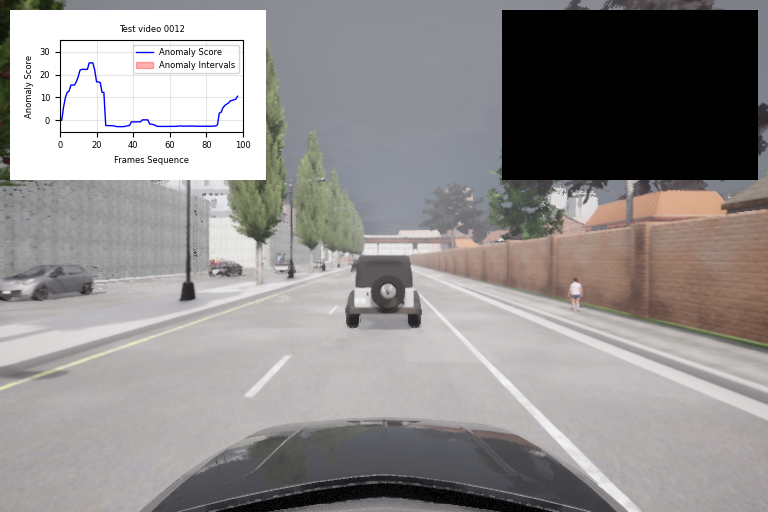 Test video 0012
Anomaly Score
Anomaly Intervals
Anomaly Score
30
20
10
0
0 20 40 60 80 100
Frames Sequence